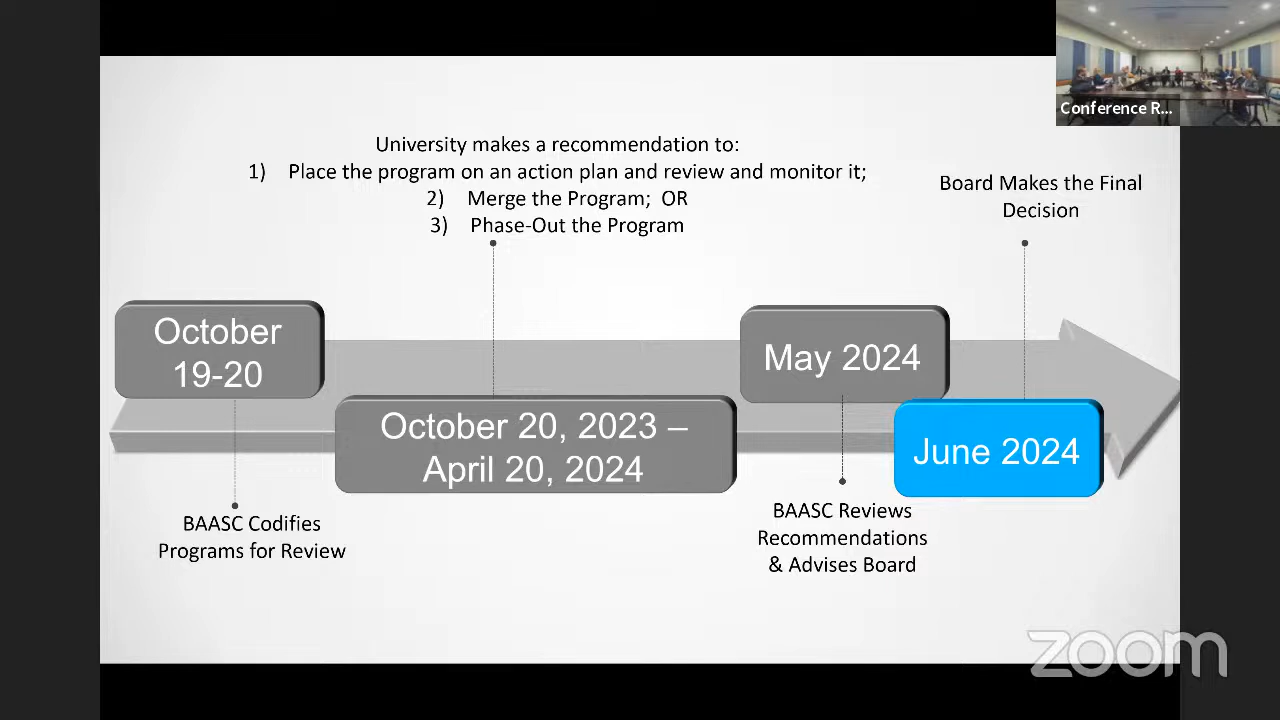 Conference R...
University makes a recommendation to:
1) Place the program on an action plan and review and monitor it;
2) Merge the Program; OR
3) Phase-Out the Program
Board Makes the Final
Decision
October
19-20
May 2024
October 20, 2023 –
April 20, 2024
June 2024
BAASC Codifies
Programs for Review
BAASC Reviews
Recommendations
& Advises Board
zoom